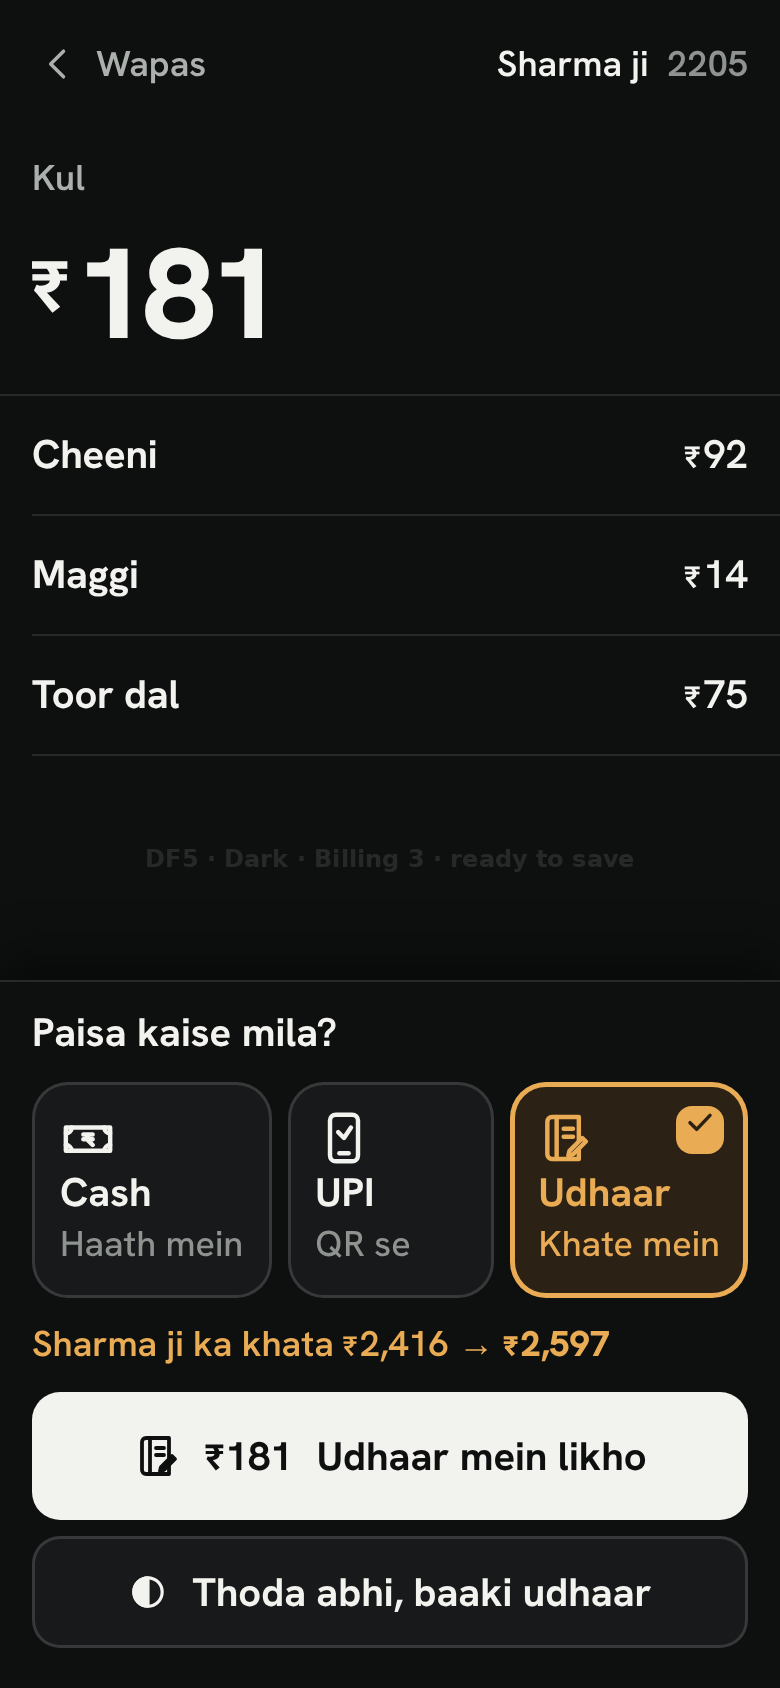 Wapas
Sharma ji 2205
Kul
₹181
Cheeni ₹92
Maggi ₹14
Toor dal ₹75
DF5 · Dark · Billing 3 · ready to save
Paisa kaise mila?
Cash
Haath mein
UPI
QR se
Udhaar
Khate mein
Sharma ji ka khata ₹2,416 → ₹2,597
₹181 Udhaar mein likho
Thoda abhi, baaki udhaar